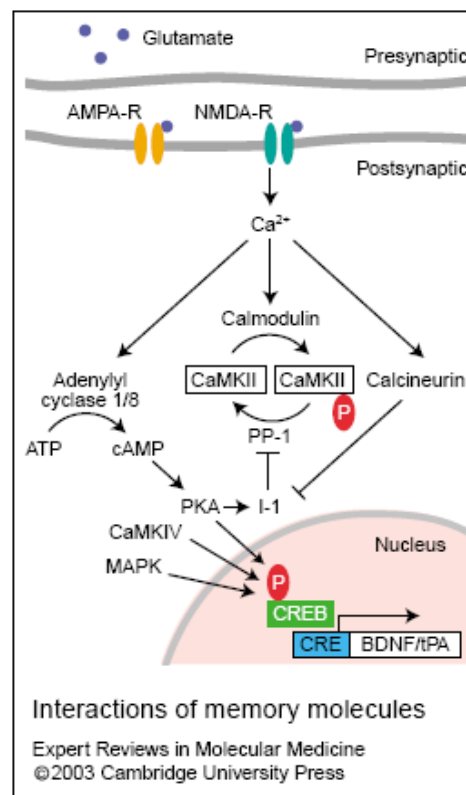 Glutamate
Presynaptic
AMPA-R NMDA-R
Postsynaptic
Ca²⁺
Calmodulin
CaMKII CaMKII Calcineurin
P
Adenylyl
cyclase 1/8
PP-1
ATP cAMP
PKA I-1
CaMKIV
Nucleus
MAPK
P
CREB
CRE BDNF/tPA
Interactions of memory molecules
Expert Reviews in Molecular Medicine
©2003 Cambridge University Press